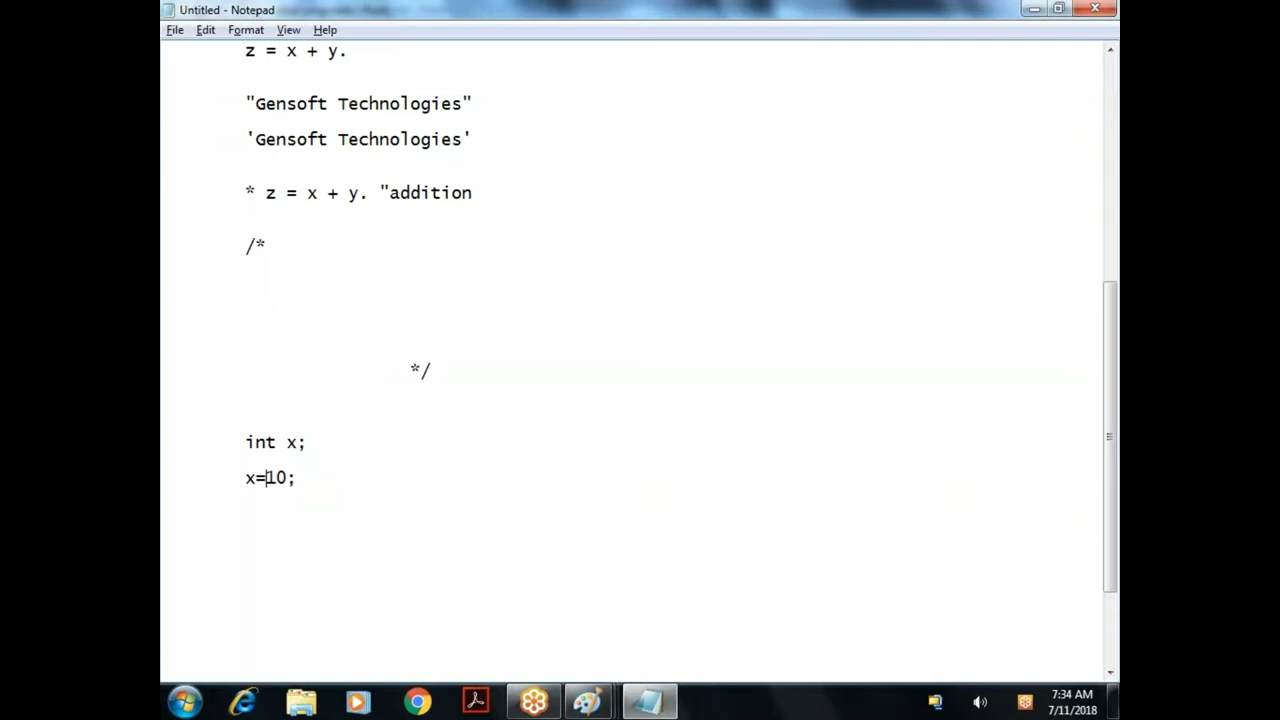 Untitled - Notepad
File Edit Format View Help
z = x + y.
"Gensoft Technologies"
'Gensoft Technologies'
* z = x + y. "addition
/*
*/
int x;
x=10;
7:34 AM
7/11/2018